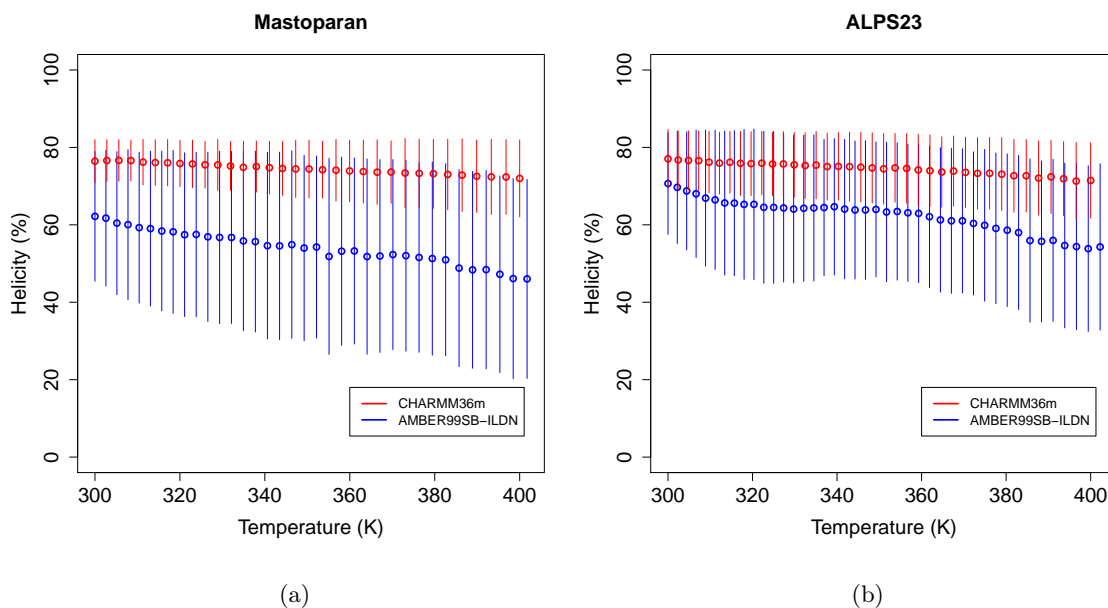 Mastoparan
Helicity (%)
100
80
60
40
20
0
CHARMM36m
AMBER99SB−ILDN
300
320
340
360
380
400
Temperature (K)
(a)
ALPS23
Helicity (%)
100
80
60
40
20
0
CHARMM36m
AMBER99SB−ILDN
300
320
340
360
380
400
Temperature (K)
(b)